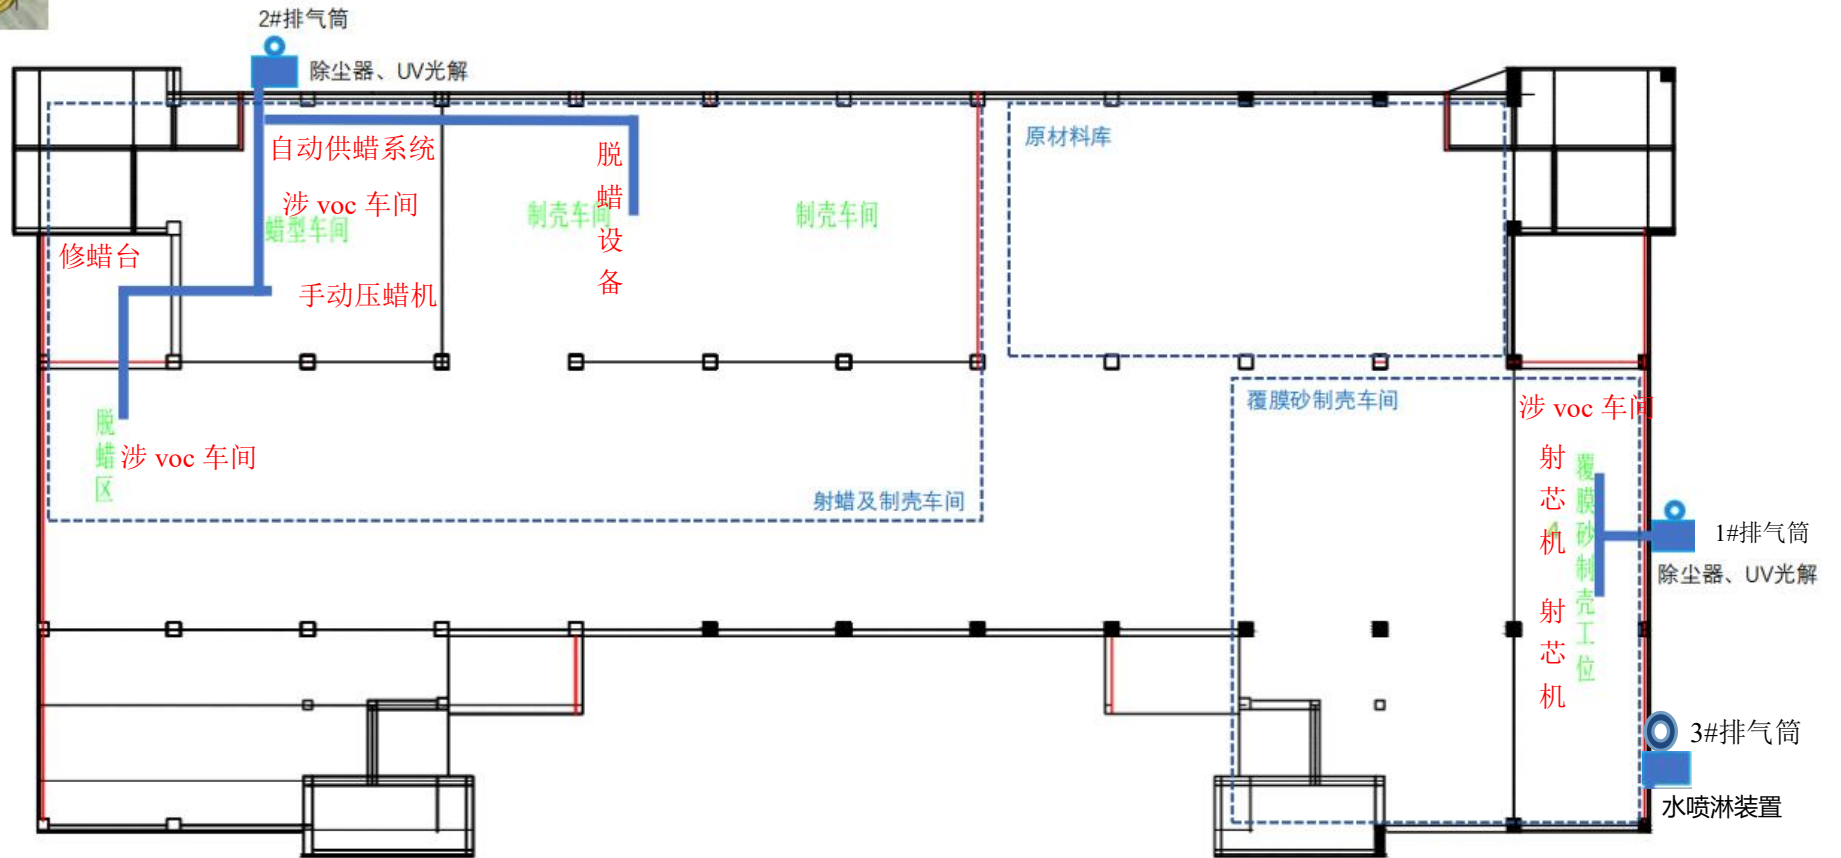 2#排气筒
除尘器、UV光解
自动供蜡系统
涉 voc 车间
蜡型车间
修蜡台
手动压蜡机
制壳车间
脱蜡设备
制壳车间
原材料库
脱蜡区
涉 voc 车间
射蜡及制壳车间
覆膜砂制壳车间
涉 voc 车间
射芯机
射芯机
覆膜砂制壳工位
1#排气筒
除尘器、UV光解
3#排气筒
水喷淋装置